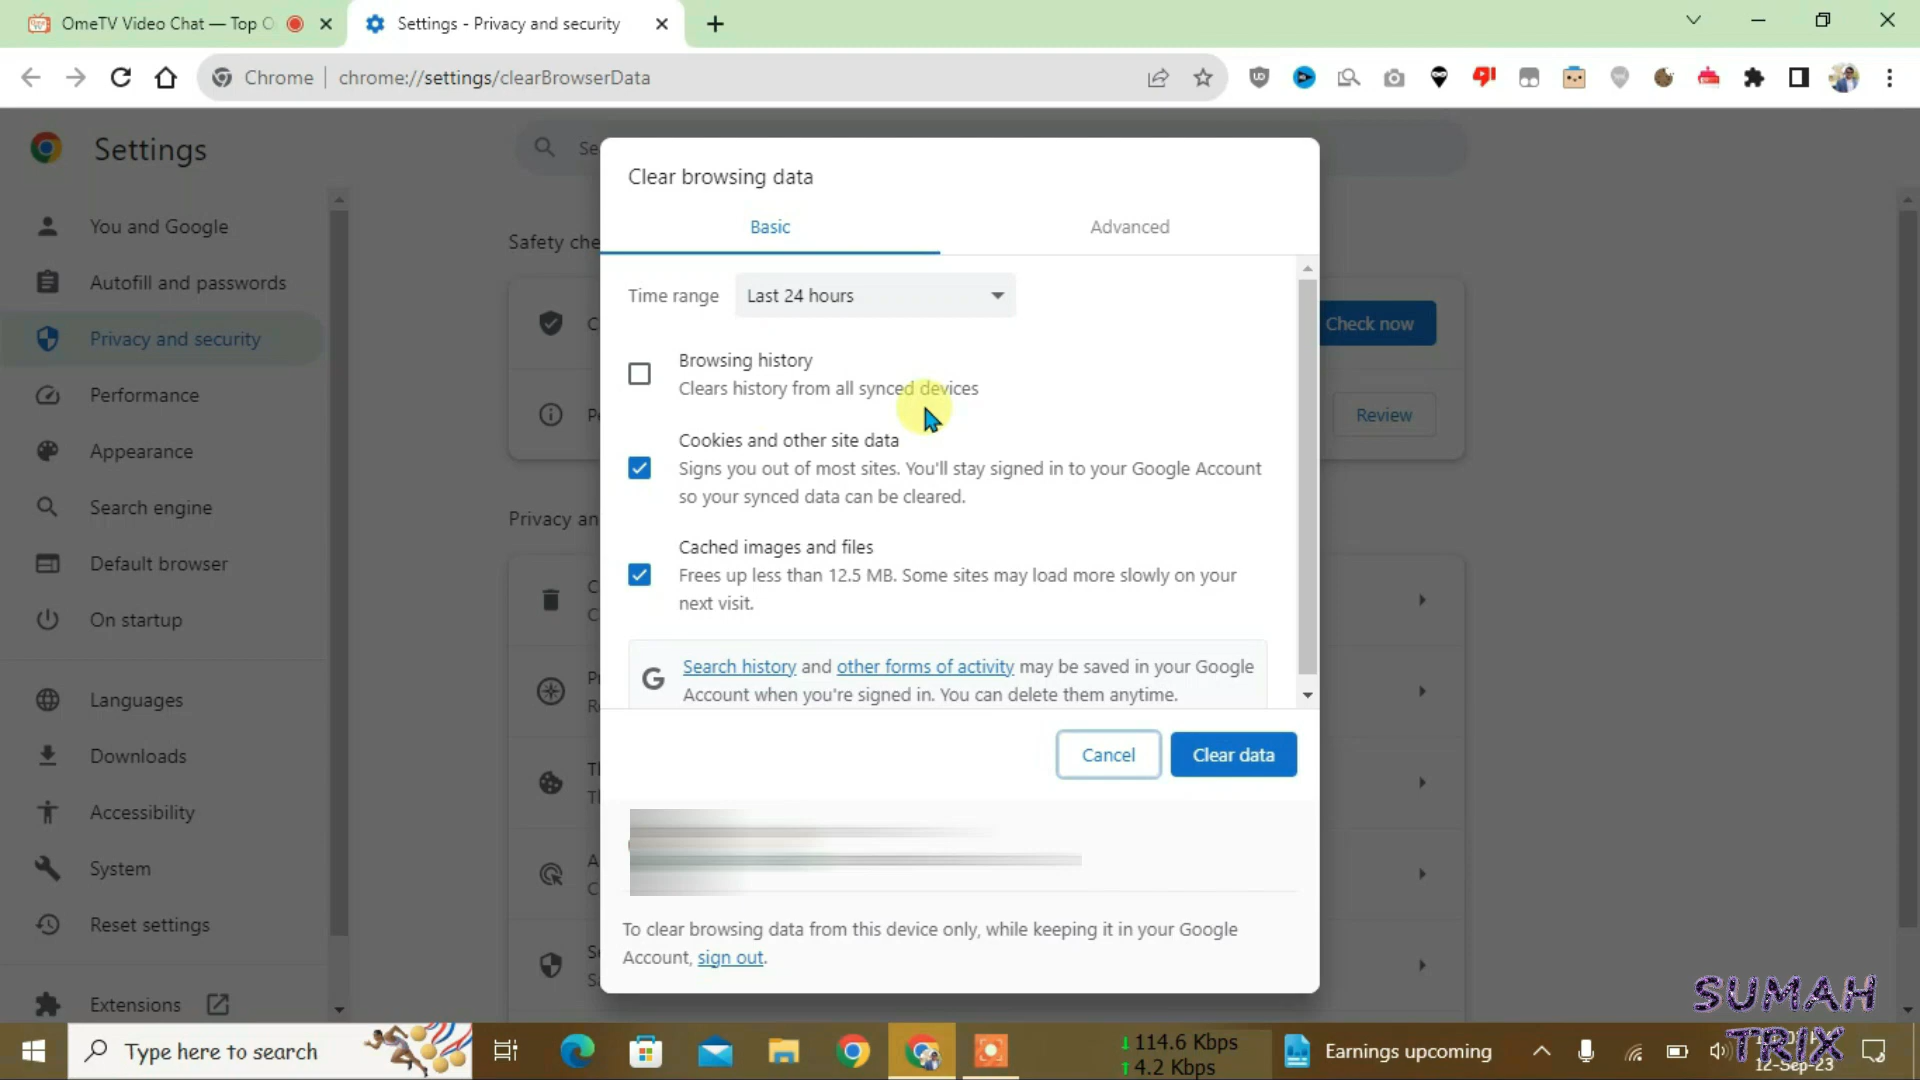 OmeTV Video Chat — Top O
Settings - Privacy and security
Chrome
chrome://settings/clearBrowserData
Settings
Se
Clear browsing data
Basic
Advanced
You and Google
Autofill and passwords
Privacy and security
Performance
Appearance
Search engine
Default browser
On startup
Languages
Downloads
Accessibility
System
Reset settings
Extensions
Safety che
Check now
Review
Privacy an
Time range
Last 24 hours
Browsing history
Clears history from all synced devices
Cookies and other site data
Signs you out of most sites. You'll stay signed in to your Google Account
so your synced data can be cleared.
Cached images and files
Frees up less than 12.5 MB. Some sites may load more slowly on your
next visit.
Search history and other forms of activity may be saved in your Google
Account when you're signed in. You can delete them anytime.
Cancel
Clear data
To clear browsing data from this device only, while keeping it in your Google
Account, sign out.
SUMAH
TRIX
Type here to search
↓114.6 Kbps
↑4.2 Kbps
Earnings upcoming
12-Sep-23